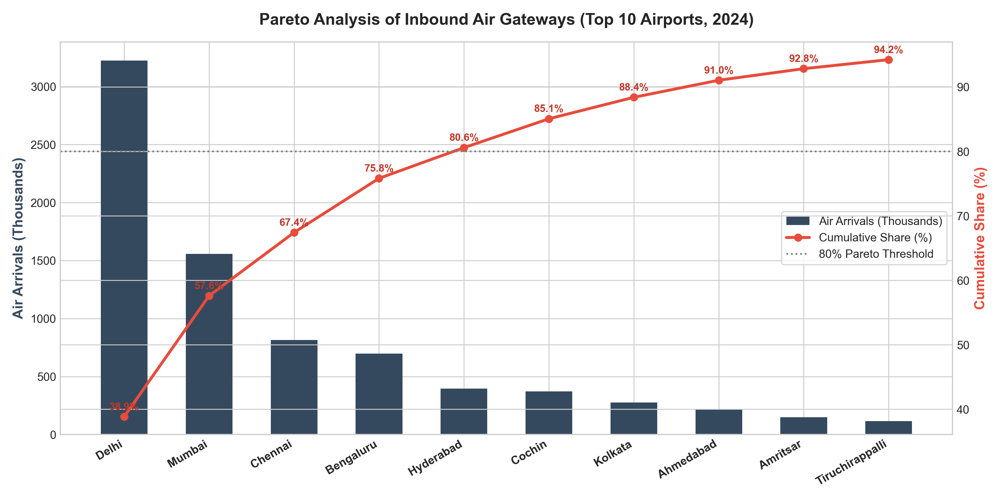 Pareto Analysis of Inbound Air Gateways (Top 10 Airports, 2024)
Air Arrivals (Thousands)
3000
2500
2000
1500
1000
500
0
38.9%
57.6%
67.4%
75.8%
80.6%
85.1%
88.4%
91.0%
92.8%
94.2%
90
80
70
60
50
40
Cumulative Share (%)
Air Arrivals (Thousands)
Cumulative Share (%)
80% Pareto Threshold
Delhi
Mumbai
Chennai
Bengaluru
Hyderabad
Cochin
Kolkata
Ahmedabad
Amritsar
Tiruchirappalli